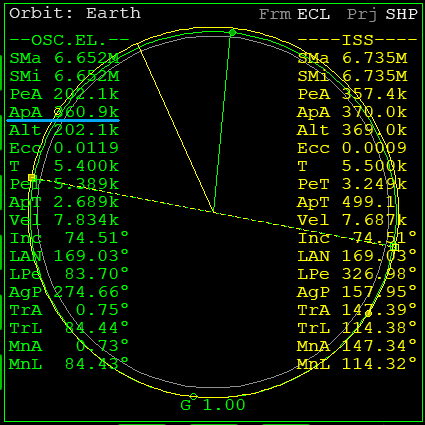 Orbit: Earth Frm ECL Prj SHP
--OSC.EL.-- ----ISS----
SMa 6.652M SMa 6.735M
SMi 6.652M SMi 6.735M
PeA 202.1k PeA 357.4k
ApA 360.9k ApA 370.0k
Alt 202.1k Alt 369.0k
Ecc 0.0119 Ecc 0.0009
T 5.400k T 5.500k
PeT 5.389k PeT 3.249k
ApT 2.689k ApT 499.1
Vel 7.834k Vel 7.687k
Inc 74.51° Inc 74.51°
LAN 169.03° LAN 169.03°
LPe 83.70° LPe 326.98°
AgP 274.66° AgP 157.95°
TrA 0.75° TrA 147.39°
TrL 84.44° TrL 114.38°
MnA 0.73° MnA 147.34°
MnL 84.43° MnL 114.32°
G 1.00